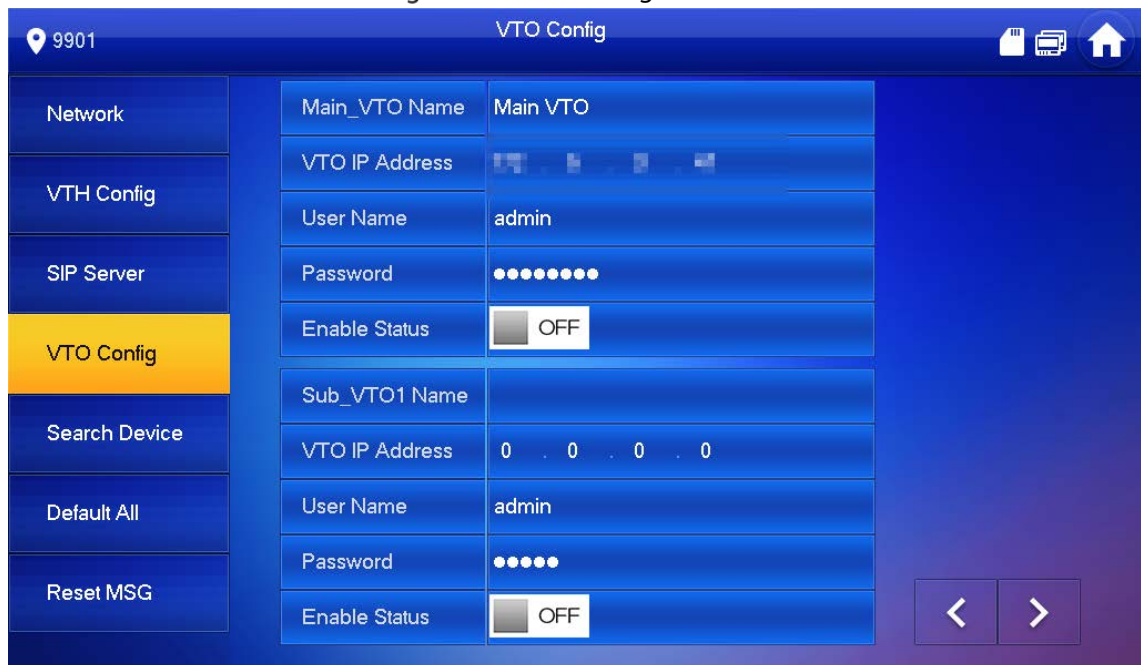 VTO Config
9901
Network
VTH Config
SIP Server
VTO Config
Search Device
Default All
Reset MSG
Main_VTO Name Main VTO
VTO IP Address
User Name admin
Password ●●●●●●●●
Enable Status OFF
Sub_VTO1 Name
VTO IP Address 0 . 0 . 0 . 0
User Name admin
Password ●●●●●
Enable Status OFF